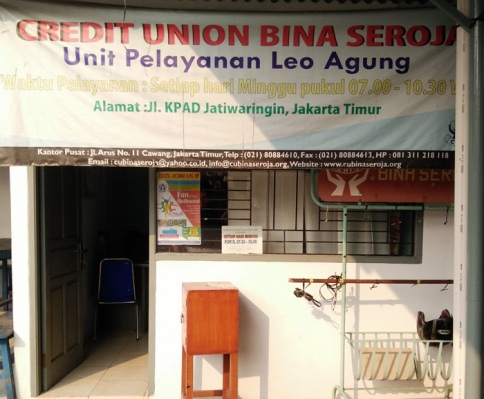 CREDIT UNION BINA SEROJA
Unit Pelayanan Leo Agung
Waktu Pelayanan : Setiap hari Minggu pukul 07.00 - 10.30 W
Alamat :Jl. KPAD Jatiwaringin, Jakarta Timur
Kantor Pusat : Jl.Arus No. 11 Cawang,Jakarta Timur, Telp : (021) 80884610, Fax : (021) 80884613, HP : 081 311 218 118
Email : cubinaseroja@yahoo.co.id, info@cubinaseroja.org, Website : www.cubinaseroja.org
BINA SER
SETIAP HARI MINGGU